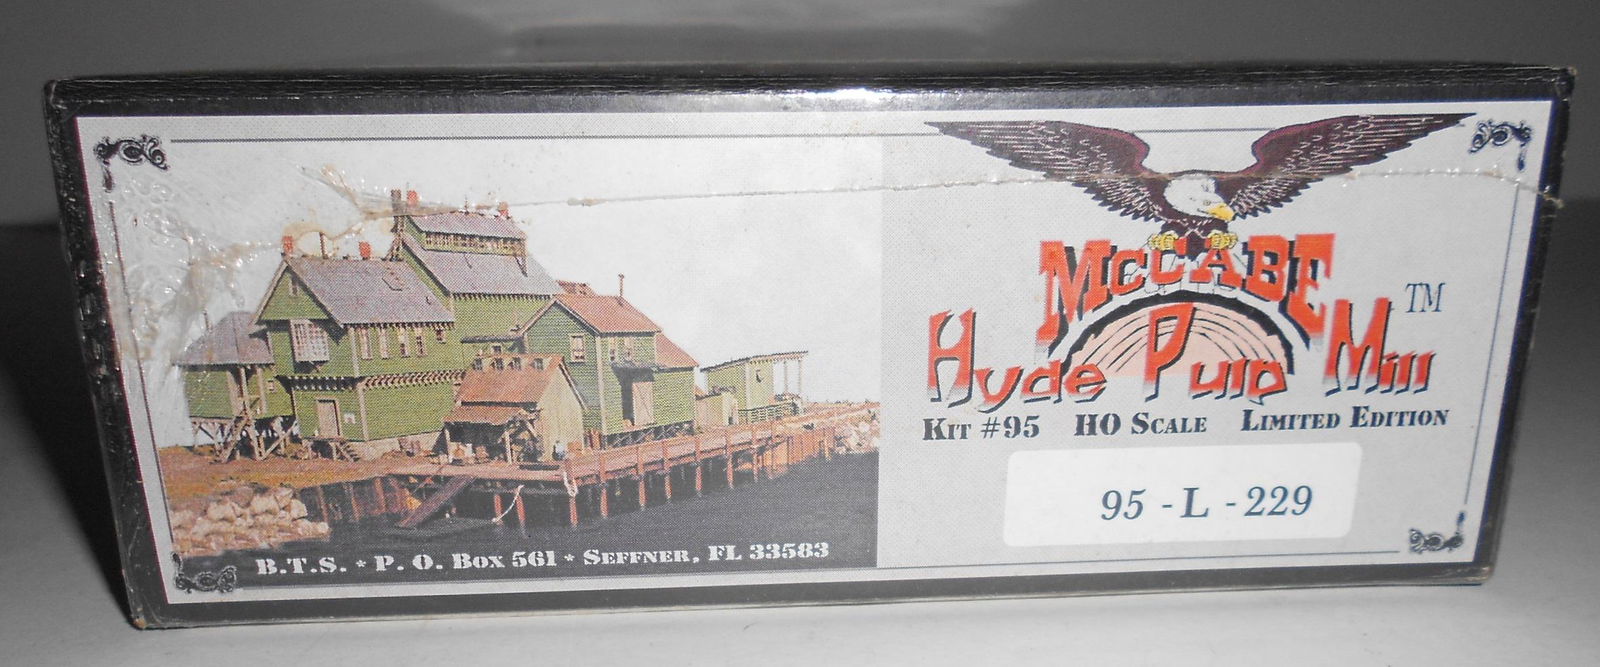 McCabe
Hyde Pulp Mill TM
Kit #95 HO Scale Limited Edition
95 - L - 229
B.T.S. * P. O. Box 561 * Seffner, FL 33583